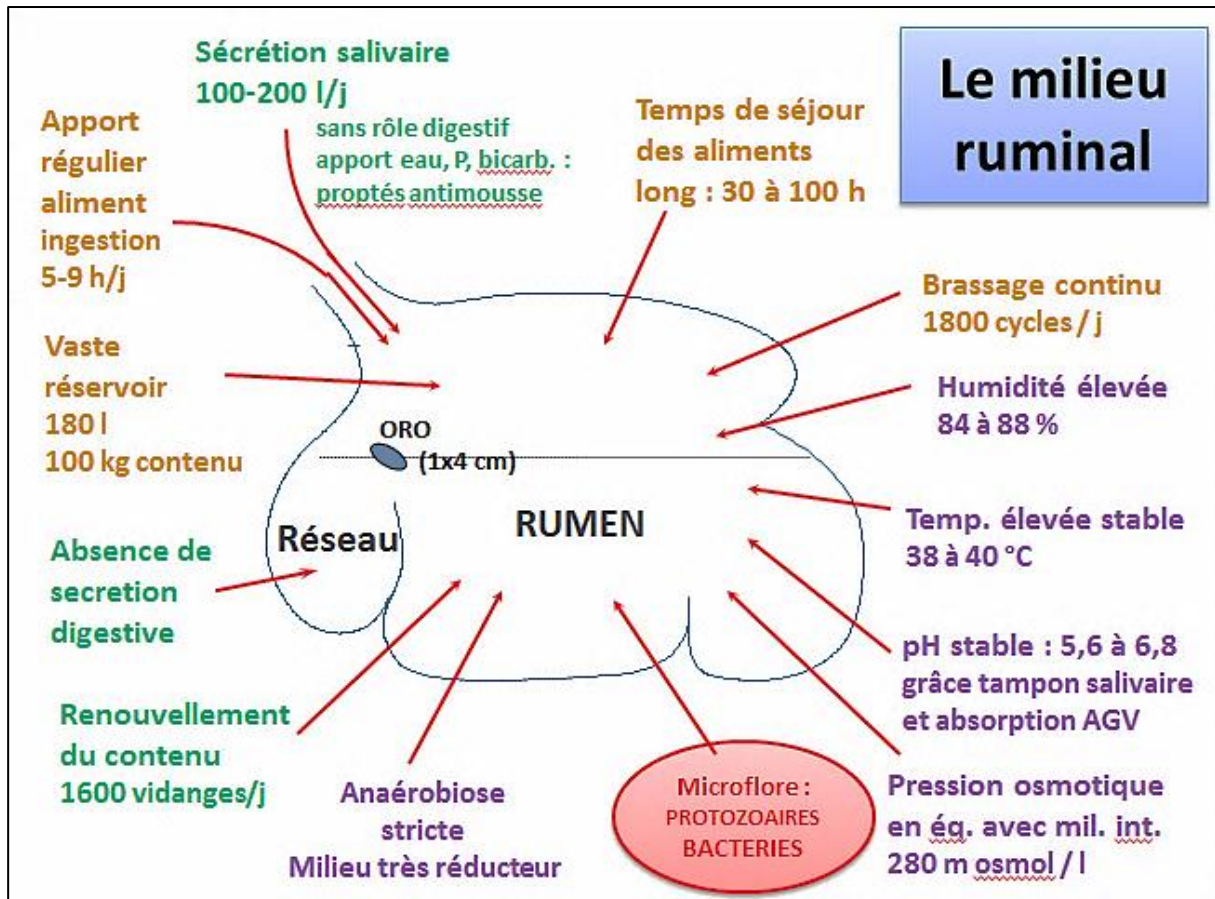 Le milieu
ruminal
Sécrétion salivaire
100-200 l/j
sans rôle digestif
apport eau, P, bicarb. :
proptés antimousse
Apport
régulier
aliment
ingestion
5-9 h/j
Temps de séjour
des aliments
long : 30 à 100 h
Brassage continu
1800 cycles / j
Vaste
réservoir
180 l
100 kg contenu
Humidité élevée
84 à 88 %
ORO
(1x4 cm)
Réseau
RUMEN
Temp. élevée stable
38 à 40 °C
Absence de
secretion
digestive
pH stable : 5,6 à 6,8
grâce tampon salivaire
et absorption AGV
Renouvellement
du contenu
1600 vidanges/j
Anaérobiose
stricte
Milieu très réducteur
Microflore :
PROTOZOAIRES
BACTERIES
Pression osmotique
en éq. avec mil. int.
280 m osmol / l